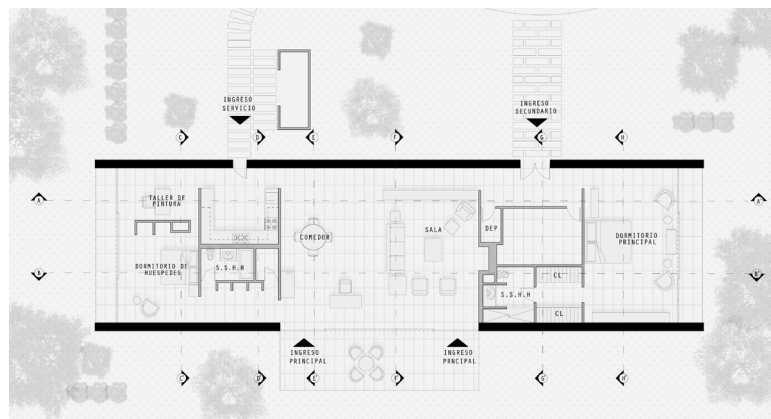 INGRESO
SERVICIO
INGRESO
SECUNDARIO
C
D
E
F
G
H
A
A'
TALLER DE
PINTURA
COMEDOR
SALA
DEP
DORMITORIO
PRINCIPAL
DORMITORIO DE
HUESPEDES
S.S.H.H
B
B'
S.S.H.H
CL
CL
INGRESO
PRINCIPAL
INGRESO
PRNCIPAL
C'
D'
E'
F'
G'
H'